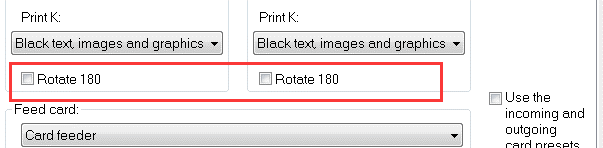 Print K: Print K:
Black text, images and graphics Black text, images and graphics
Rotate 180 Rotate 180
Feed card:
Card feeder
Use the
incoming and
outgoing
card presets